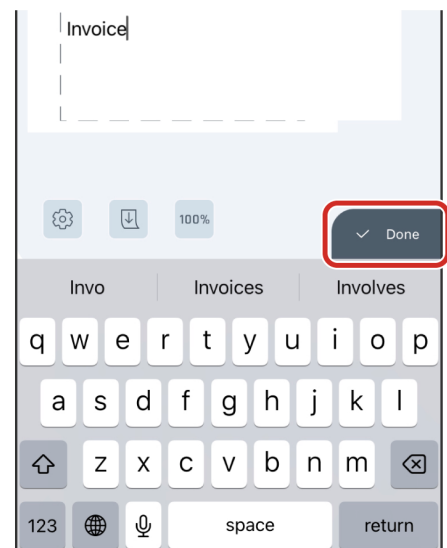 Invoice
100%
Done
Invo Invoices Involves
q w e r t y u i o p
a s d f g h j k l
z x c v b n m
123 space return